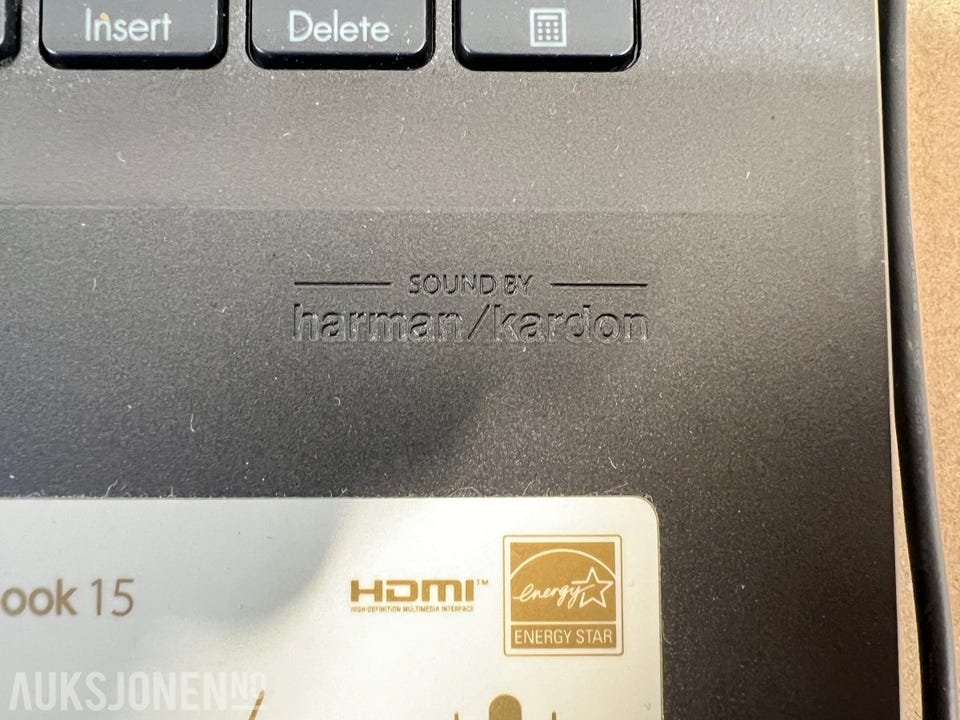 Insert Delete
SOUND BY
harman/kardon
ook 15
HDMI™
HIGH-DEFINITION MULTIMEDIA INTERFACE
energy
ENERGY STAR
AUKSJONEN NO